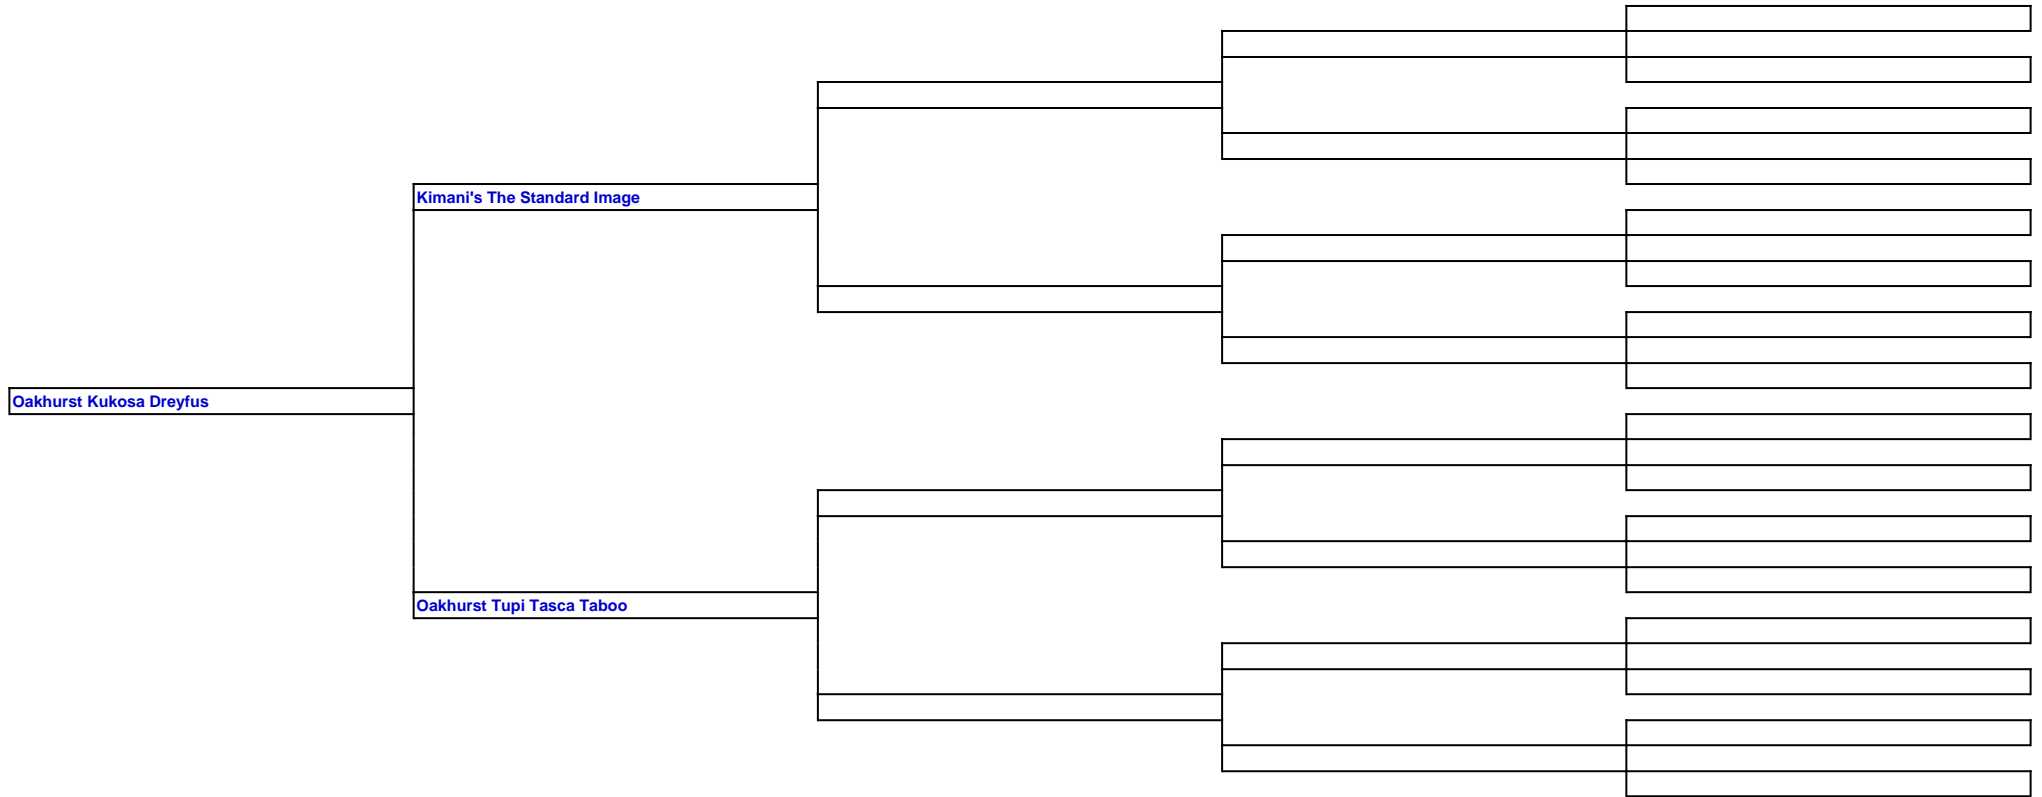 Kimani's The Standard Image
Oakhurst Kukosa Dreyfus
Oakhurst Tupi Tasca Taboo